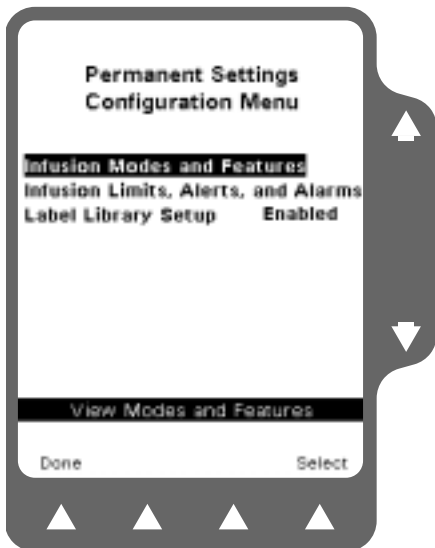 Permanent Settings
Configuration Menu
Infusion Modes and Features
Infusion Limits, Alerts, and Alarms
Label Library Setup Enabled
View Modes and Features
Done Select